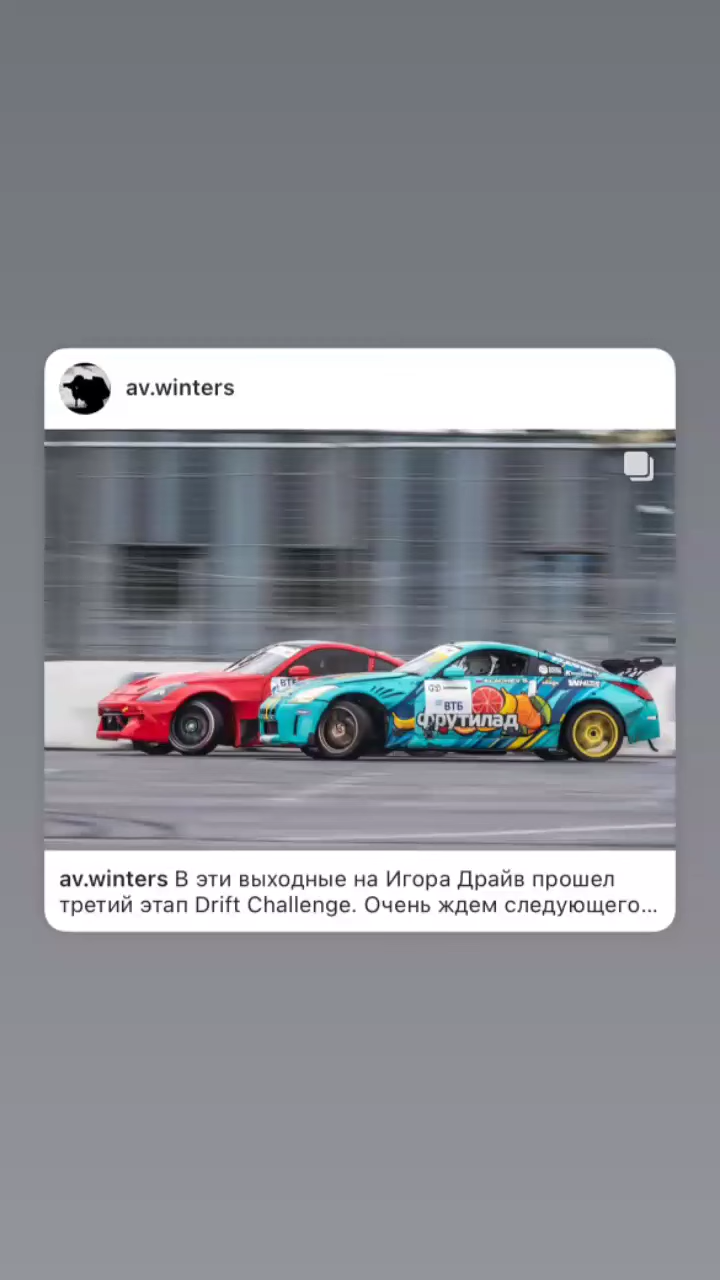 av.winters
ВТБ
ВТБ
Фрутилад
av.winters В эти выходные на Игора Драйв прошел
третий этап Drift Challenge. Очень ждем следующего...